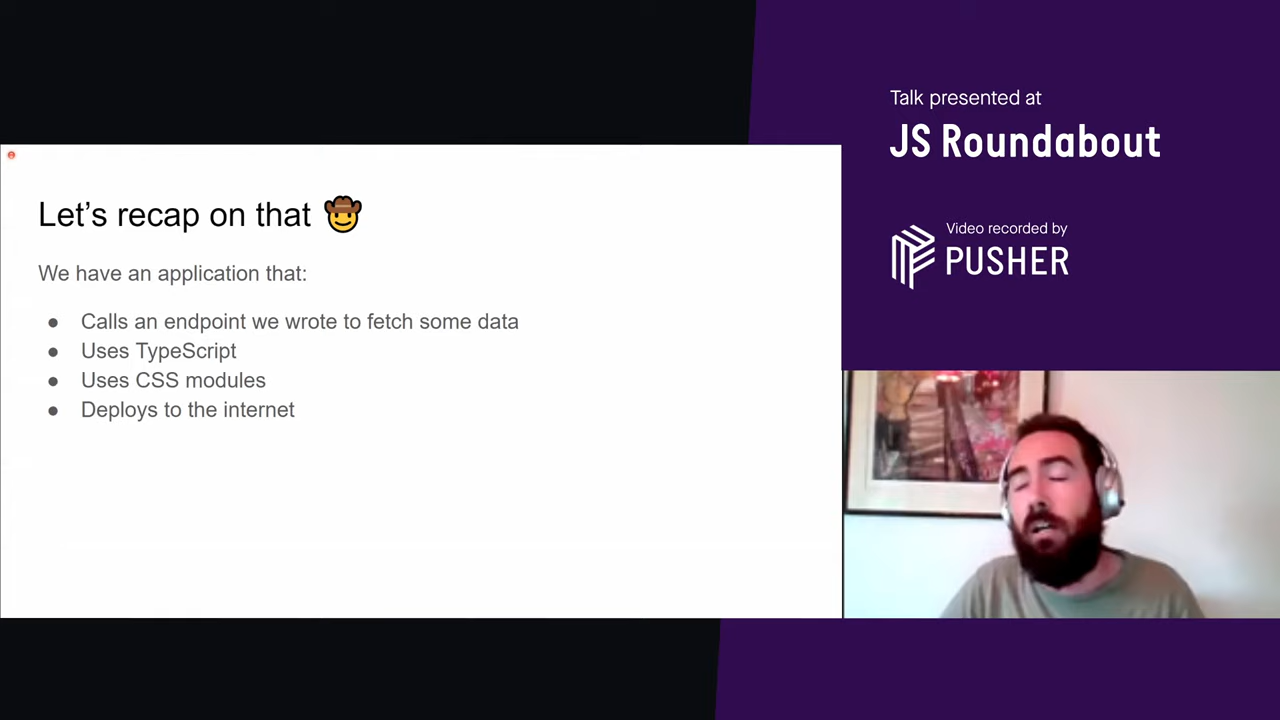 Talk presented at
JS Roundabout
Video recorded by
PUSHER
Let’s recap on that 🤠
We have an application that:
● Calls an endpoint we wrote to fetch some data
● Uses TypeScript
● Uses CSS modules
● Deploys to the internet